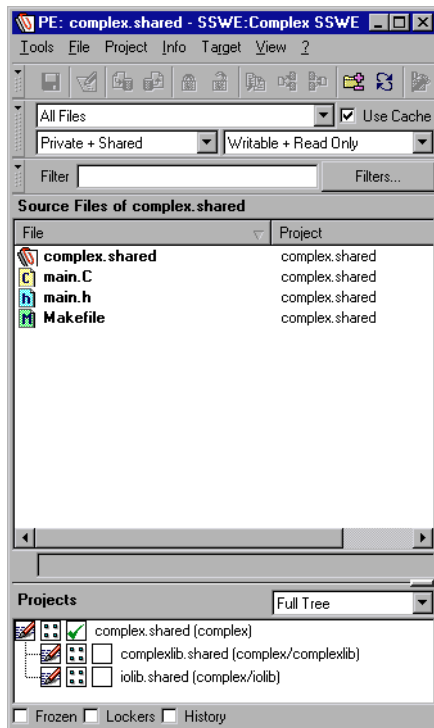 PE: complex.shared - SSWE:Complex SSWE
Tools File Project Info Target View ?
All Files Use Cache
Private + Shared Writable + Read Only
Filter Filters...
Source Files of complex.shared
File Project
complex.shared complex.shared
C main.C complex.shared
h main.h complex.shared
M Makefile complex.shared
Projects Full Tree
complex.shared (complex)
complexlib.shared (complex/complexlib)
iolib.shared (complex/iolib)
Frozen Lockers History